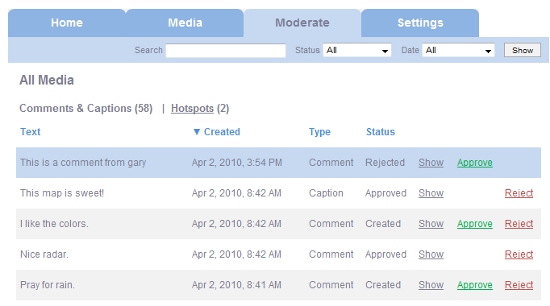 Home Media Moderate Settings
Search Status All Date All Show
All Media
Comments & Captions (58) | Hotspots (2)
Text ▼ Created Type Status
This is a comment from gary Apr 2, 2010, 3:54 PM Comment Rejected Show Approve
This map is sweet! Apr 2, 2010, 8:42 AM Caption Approved Show Reject
I like the colors. Apr 2, 2010, 8:42 AM Comment Created Show Approve Reject
Nice radar. Apr 2, 2010, 8:42 AM Comment Approved Show Reject
Pray for rain. Apr 2, 2010, 8:41 AM Comment Created Show Approve Reject